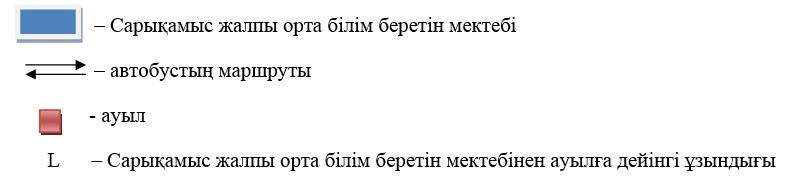 – Сарықамыс жалпы орта білім беретін мектебі
– автобустың маршруты
- ауыл
L – Сарықамыс жалпы орта білім беретін мектебінен ауылға дейінгі ұзындығы